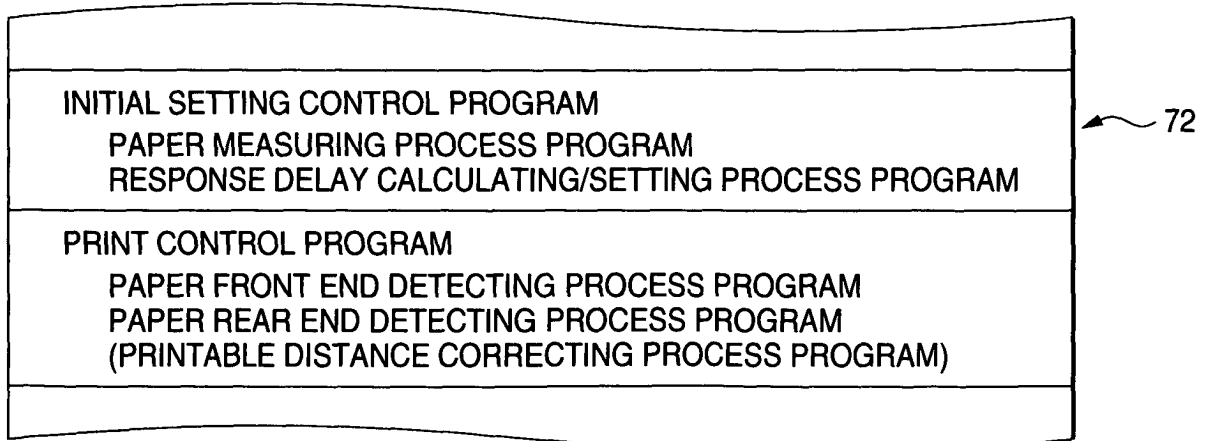 INITIAL SETTING CONTROL PROGRAM
PAPER MEASURING PROCESS PROGRAM
RESPONSE DELAY CALCULATING/SETTING PROCESS PROGRAM
72
PRINT CONTROL PROGRAM
PAPER FRONT END DETECTING PROCESS PROGRAM
PAPER REAR END DETECTING PROCESS PROGRAM
(PRINTABLE DISTANCE CORRECTING PROCESS PROGRAM)